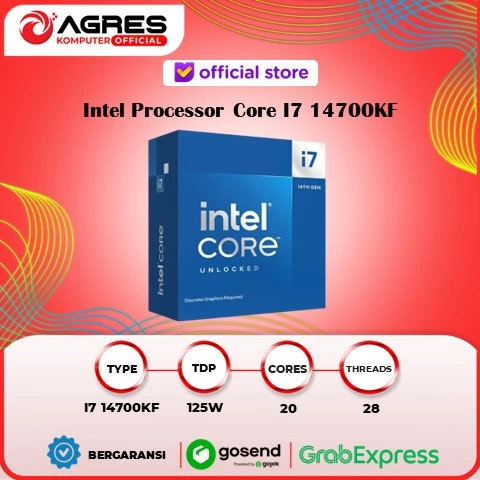 AGRES
KOMPUTER OFFICIAL
official store
Intel Processor Core I7 14700KF
i7
14TH GEN
i7
intel
CORE
UNLOCKED
intel CORE
Discrete Graphics Required
TYPE
TDP
CORES
THREADS
I7 14700KF
125W
20
28
BERGARANSI
gosend
Powered by gojek
GrabExpress